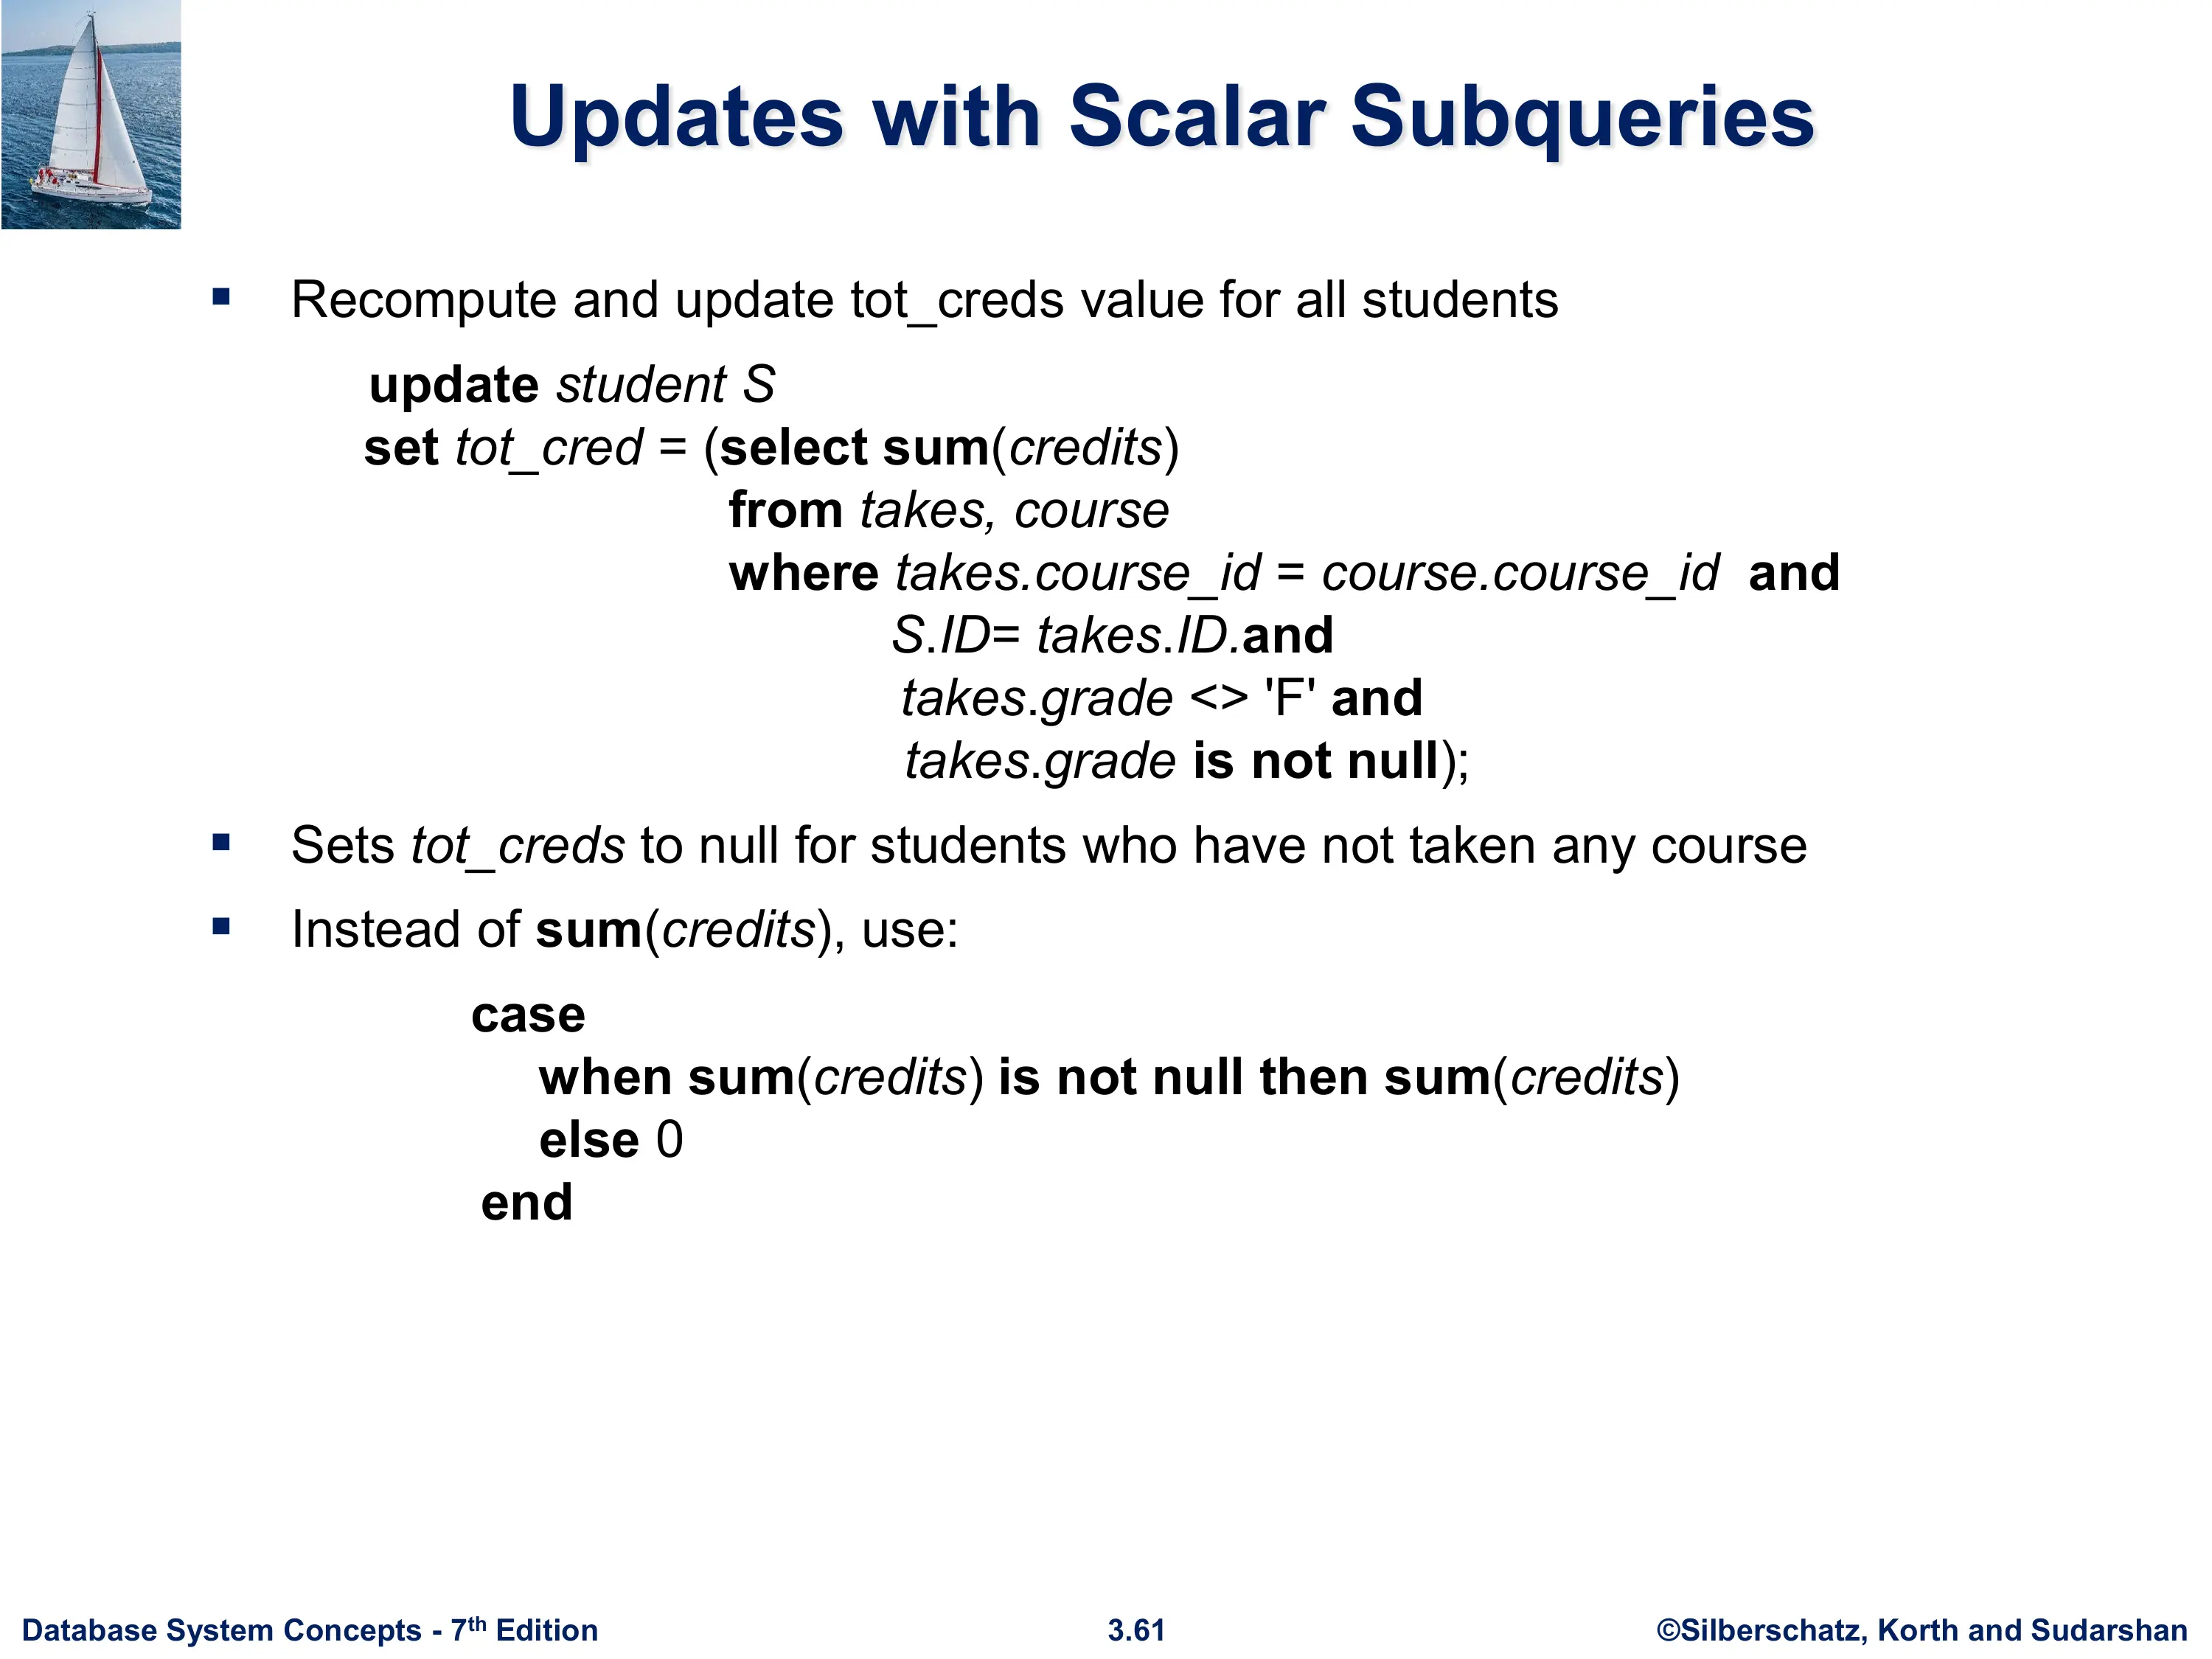 Updates with Scalar Subqueries
▪ Recompute and update tot_creds value for all students
update student S
set tot_cred = (select sum(credits)
from takes, course
where takes.course_id = course.course_id and
S.ID= takes.ID.and
takes.grade <> 'F' and
takes.grade is not null);
▪ Sets tot_creds to null for students who have not taken any course
▪ Instead of sum(credits), use:
case
when sum(credits) is not null then sum(credits)
else 0
end
Database System Concepts - 7th Edition
3.61
©Silberschatz, Korth and Sudarshan